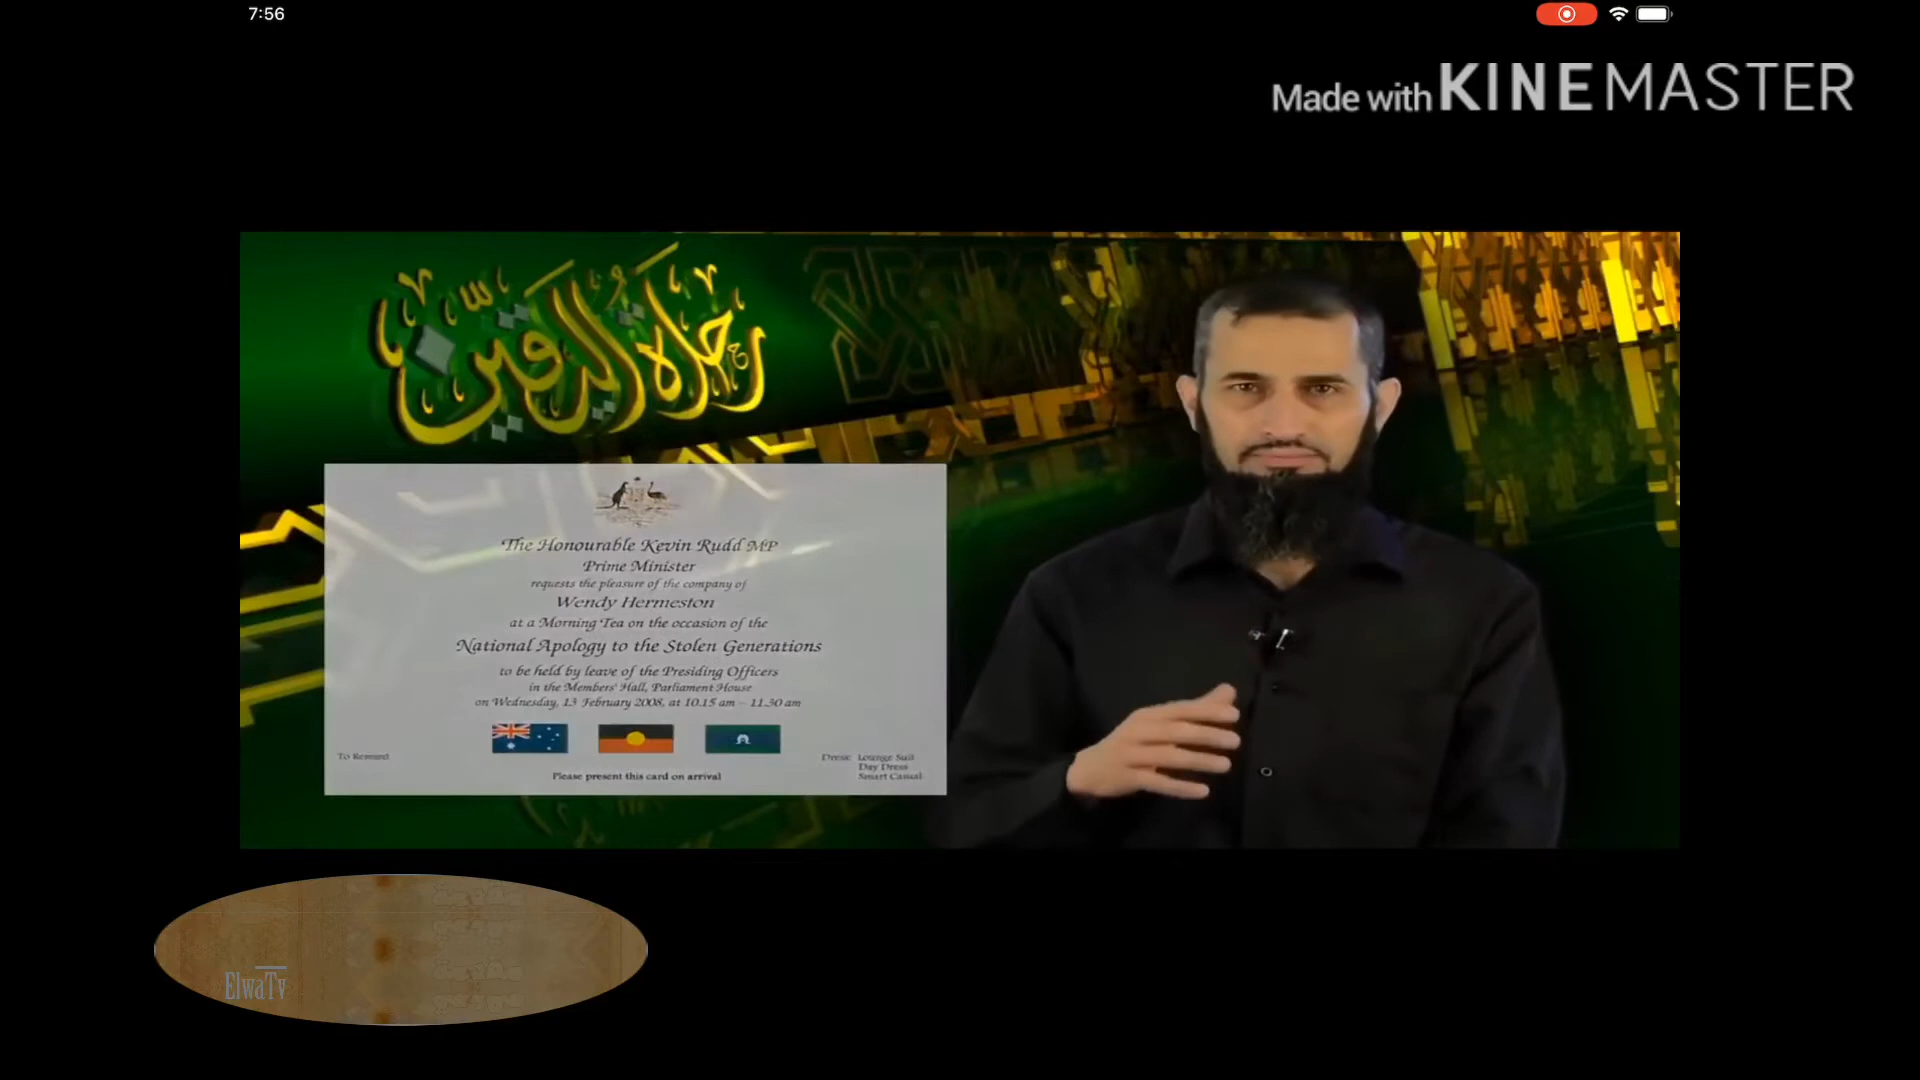 7:56
Made with KINEMASTER
رحلة اليقين
The Honourable Kevin Rudd MP
Prime Minister
requests the pleasure of the company of
Wendy Hermeston
at a Morning Tea on the occasion of the
National Apology to the Stolen Generations
to be held by leave of the Presiding Officers
in the Members' Hall, Parliament House
on Wednesday, 13 February 2008, at 10.15 am – 11.30 am
To Remard
Dress: Lounge Suit
Day Dress
Smart Casual
Please present this card on arrival
ElwaTv